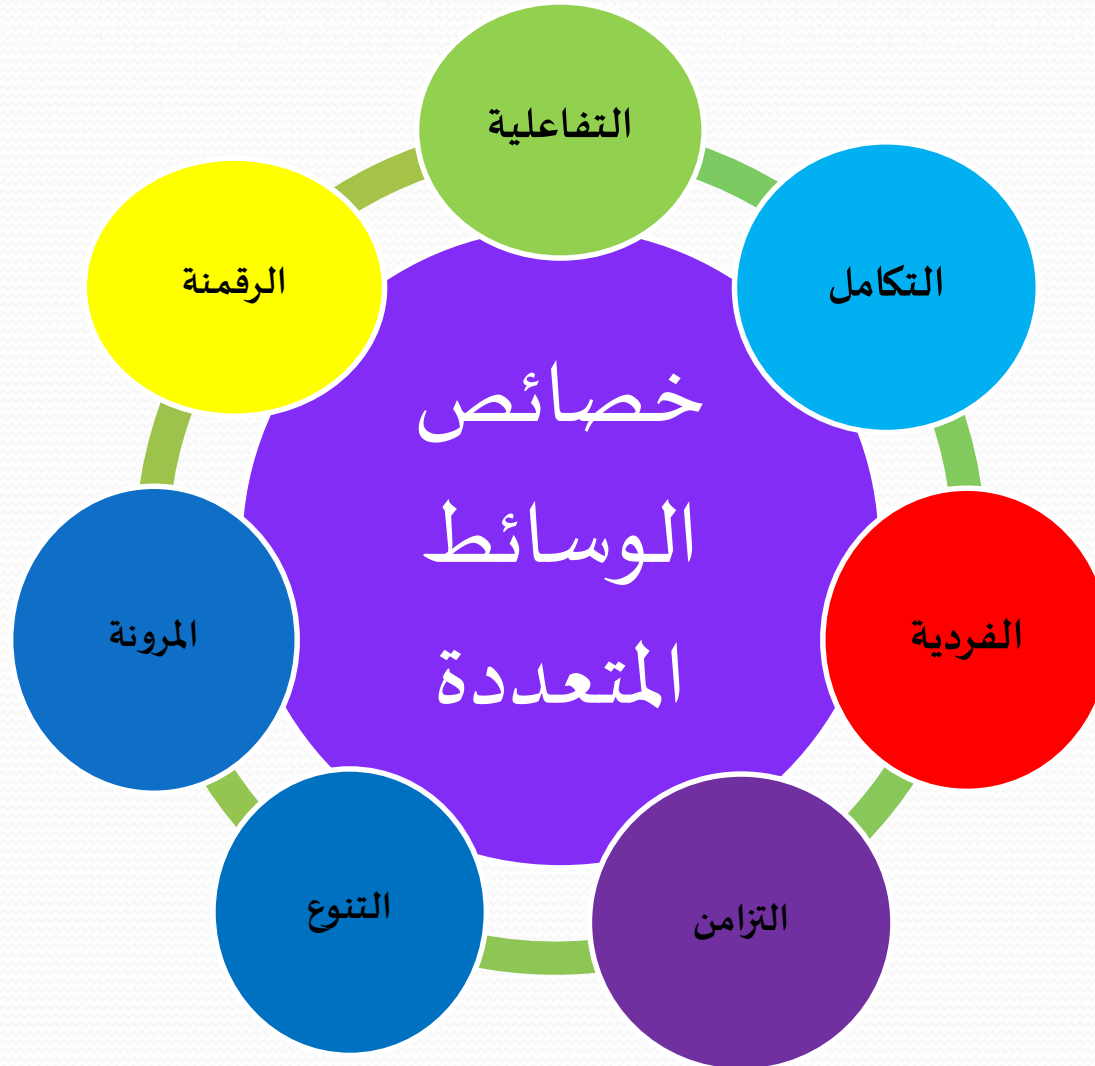 التفاعلية
التكامل
الرقمنة
خصائص
الوسائط
المتعددة
الفردية
المرونة
التزامن
التنوع